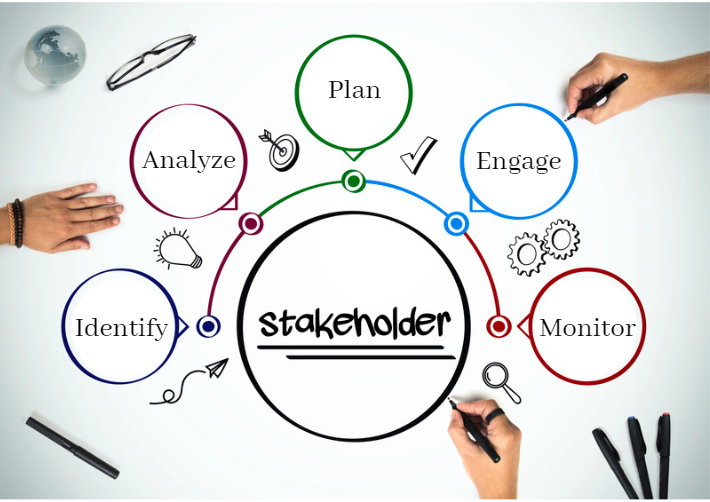 Plan
Analyze
Engage
Identify
stakeholder
Monitor